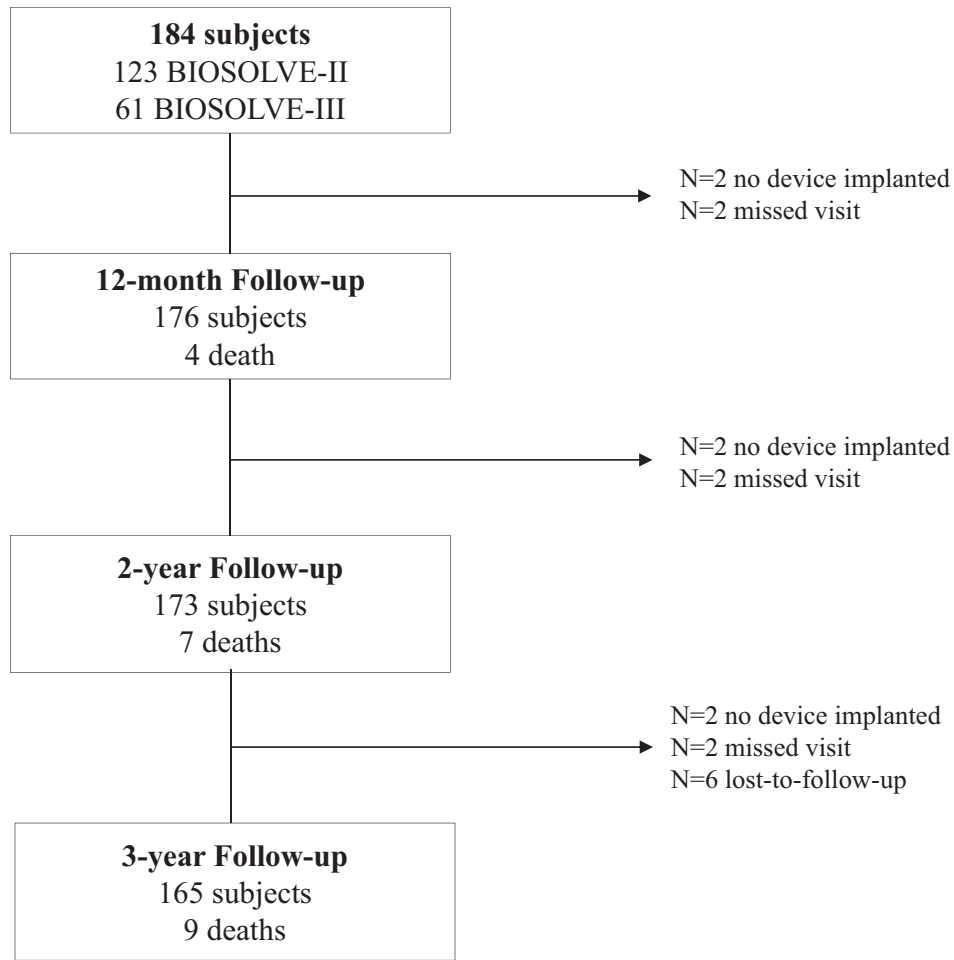 184 subjects
123 BIOSOLVE-II
61 BIOSOLVE-III
N=2 no device implanted
N=2 missed visit
12-month Follow-up
176 subjects
4 death
N=2 no device implanted
N=2 missed visit
2-year Follow-up
173 subjects
7 deaths
N=2 no device implanted
N=2 missed visit
N=6 lost-to-follow-up
3-year Follow-up
165 subjects
9 deaths